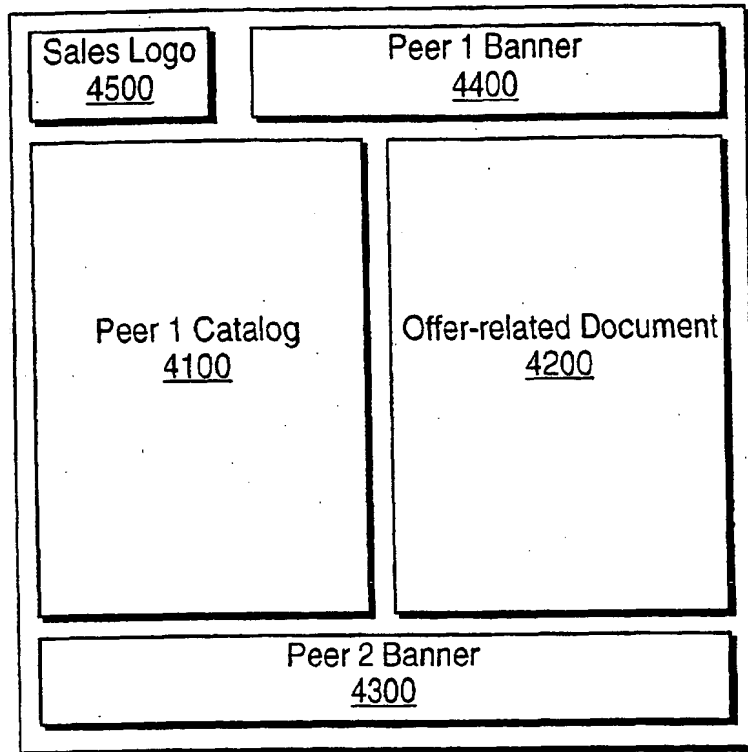 Sales Logo
4500
Peer 1 Banner
4400
Peer 1 Catalog
4100
Offer-related Document
4200
Peer 2 Banner
4300